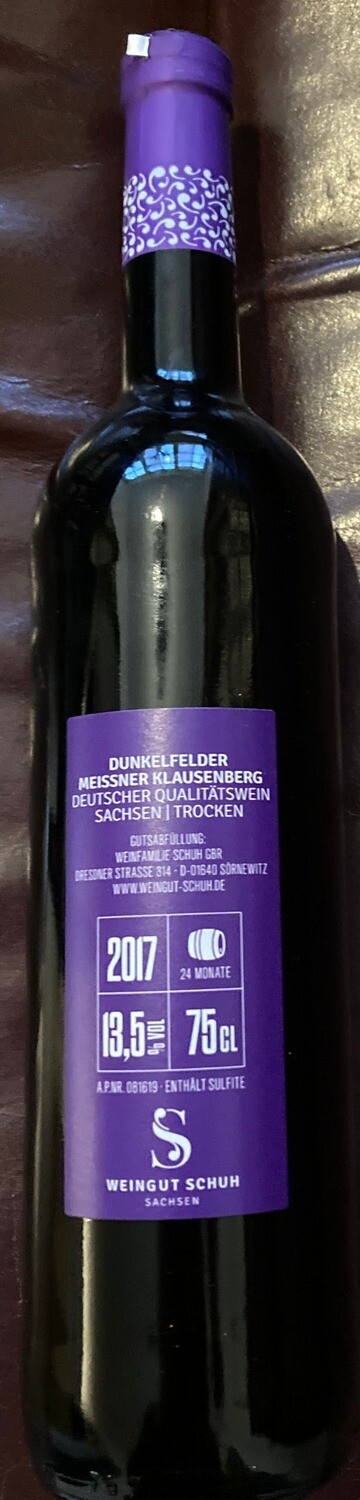 DUNKELFELDER
MEISSNER KLAUSENBERG
DEUTSCHER QUALITÄTSWEIN
SACHSEN | TROCKEN
GUTSABFÜLLUNG:
WEINFAMILIE SCHUH GBR
DRESDNER STRASSE 314 · D-01640 SÖRNEWITZ
WWW.WEINGUT-SCHUH.DE
2017
24 MONATE
13,5 % VOL
75 CL
A.P.NR. 081619 · ENTHÄLT SULFITE
S
WEINGUT SCHUH
SACHSEN